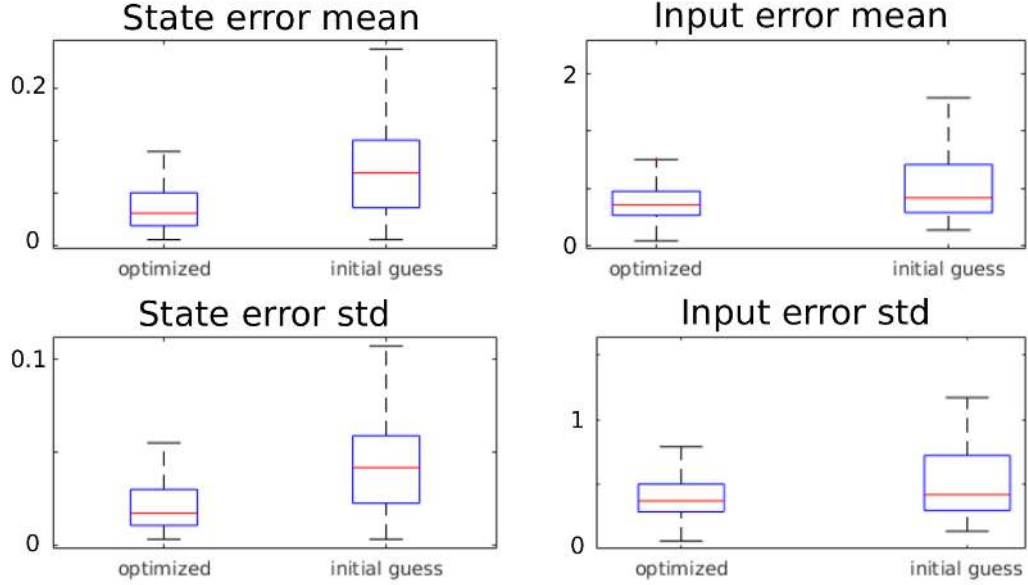 State error mean
0.2
0
optimized
initial guess
Input error mean
2
0
optimized
initial guess
State error std
0.1
0
optimized
initial guess
Input error std
1
0
optimized
initial guess